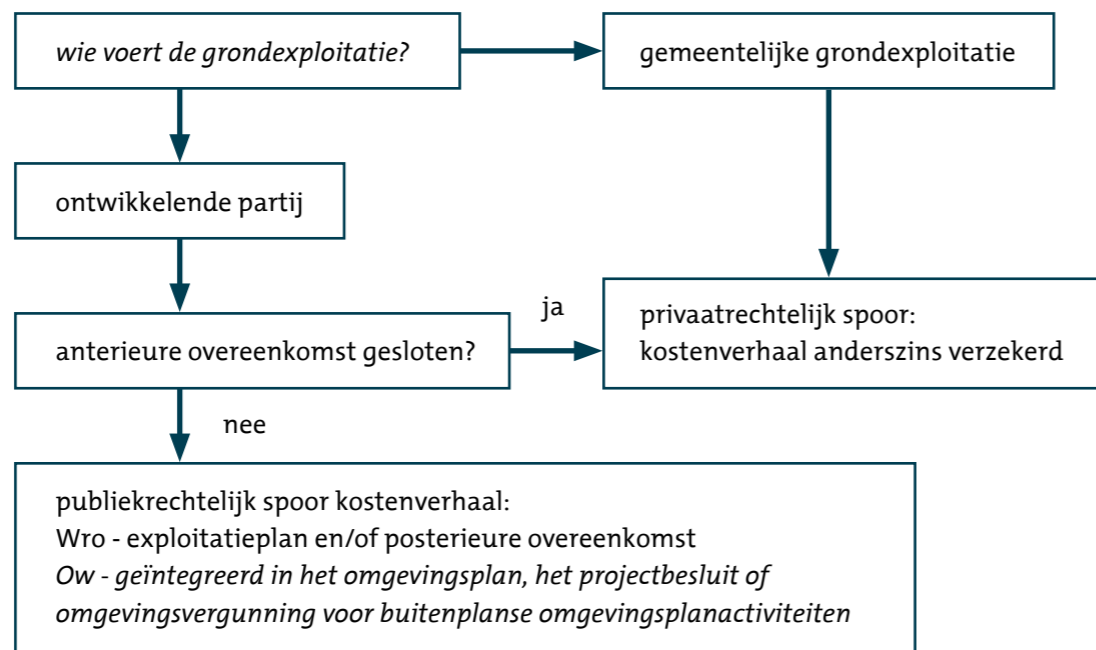 wie voert de grondexploitatie?
gemeentelijke grondexploitatie
ontwikkelende partij
anterieure overeenkomst gesloten?
ja
privaatrechtelijk spoor:
kostenverhaal anderszins verzekerd
nee
publiekrechtelijk spoor kostenverhaal:
Wro - exploitatieplan en/of posterieure overeenkomst
Ow - geïntegreerd in het omgevingsplan, het projectbesluit of
omgevingsvergunning voor buitenplanse omgevingsplanactiviteiten